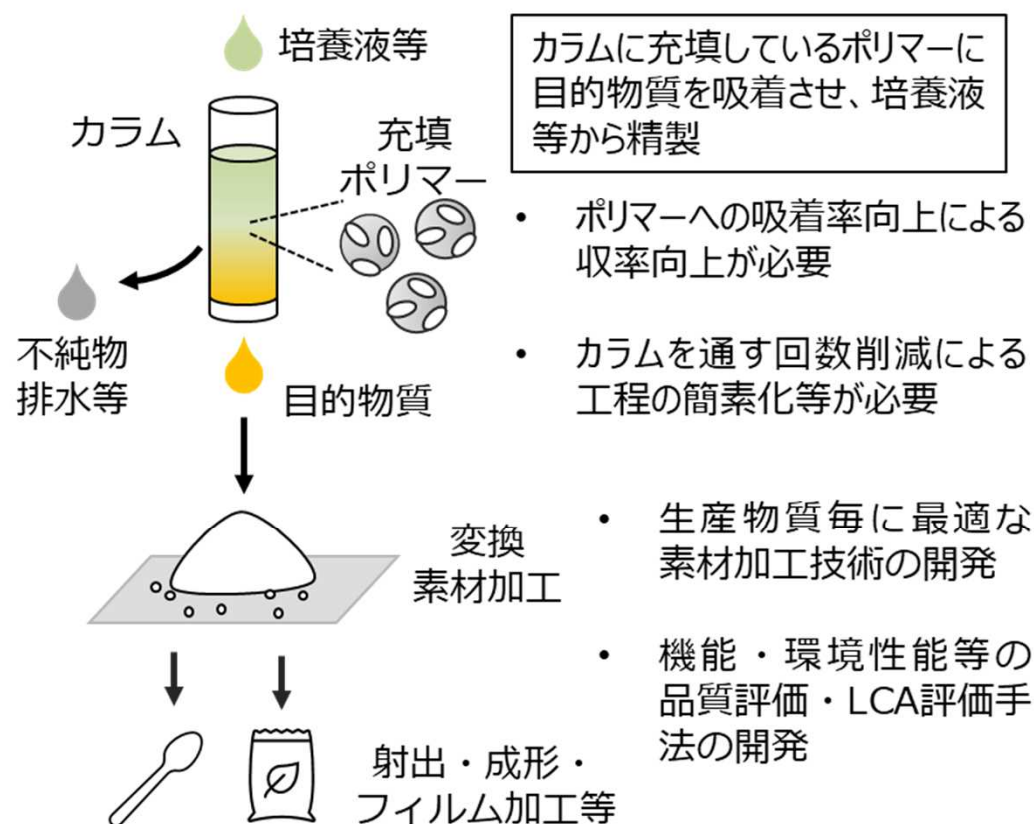 培養液等
カラムに充填しているポリマーに
目的物質を吸着させ、培養液
等から精製
カラム
充填
ポリマー
• ポリマーへの吸着率向上による
収率向上が必要
不純物
排水等
目的物質
• カラムを通す回数削減による
工程の簡素化等が必要
変換
素材加工
• 生産物質毎に最適な
素材加工技術の開発
• 機能・環境性能等の
品質評価・LCA評価手
法の開発
射出・成形・
フィルム加工等